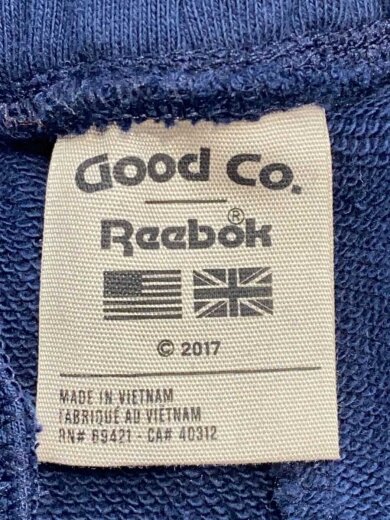 Good Co.
Reebok®
© 2017
MADE IN VIETNAM
FABRIQUÉ AU VIETNAM
RN# 69421 - CA# 40312